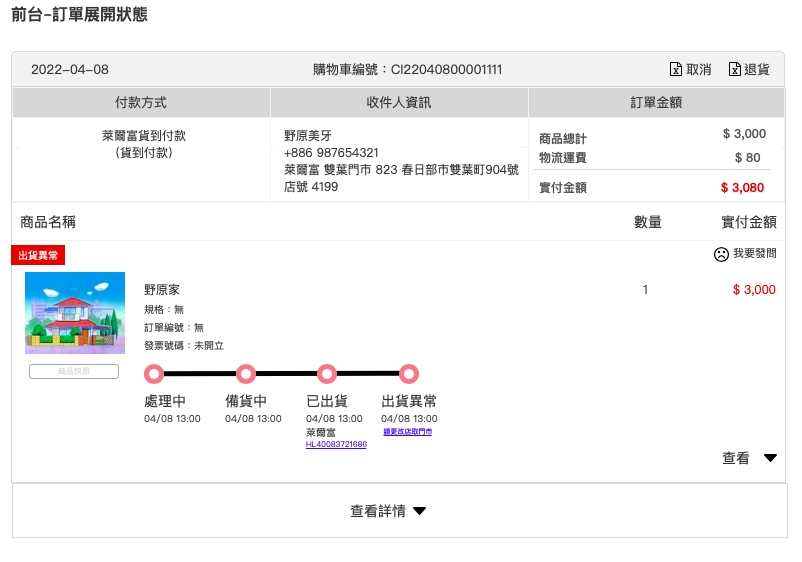 前台-訂單展開狀態
2022-04-08
購物車編號：CI22040800001111
取消
退貨
付款方式
收件人資訊
訂單金額
萊爾富貨到付款
(貨到付款)
野原美牙
+886 987654321
萊爾富 雙葉門市 823 春日部市雙葉町904號
店號 4199
商品總計 $ 3,000
物流運費 $ 80
實付金額 $ 3,080
商品名稱
數量
實付金額
出貨異常
我要發問
野原家
1
$ 3,000
規格：無
訂單編號：無
發票號碼：未開立
商品快照
處理中
備貨中
已出貨
出貨異常
04/08 13:00
04/08 13:00
04/08 13:00
04/08 13:00
萊爾富
請更改店取門市
HL40083721686
查看
查看詳情